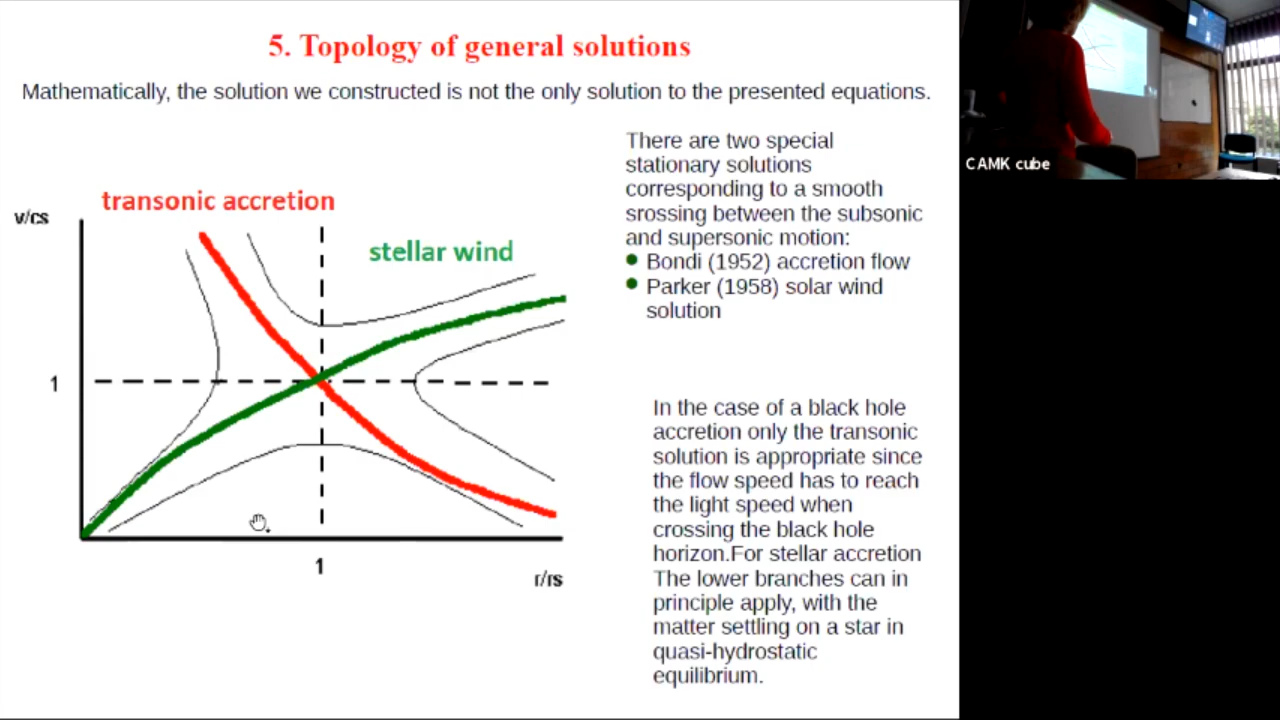 5. Topology of general solutions
Mathematically, the solution we constructed is not the only solution to the presented equations.
transonic accretion
v/cs
stellar wind
1
1
r/rs
There are two special
stationary solutions
corresponding to a smooth
srossing between the subsonic
and supersonic motion:
Bondi (1952) accretion flow
Parker (1958) solar wind
solution
In the case of a black hole
accretion only the transonic
solution is appropriate since
the flow speed has to reach
the light speed when
crossing the black hole
horizon.For stellar accretion
The lower branches can in
principle apply, with the
matter settling on a star in
quasi-hydrostatic
equilibrium.
CAMK cube